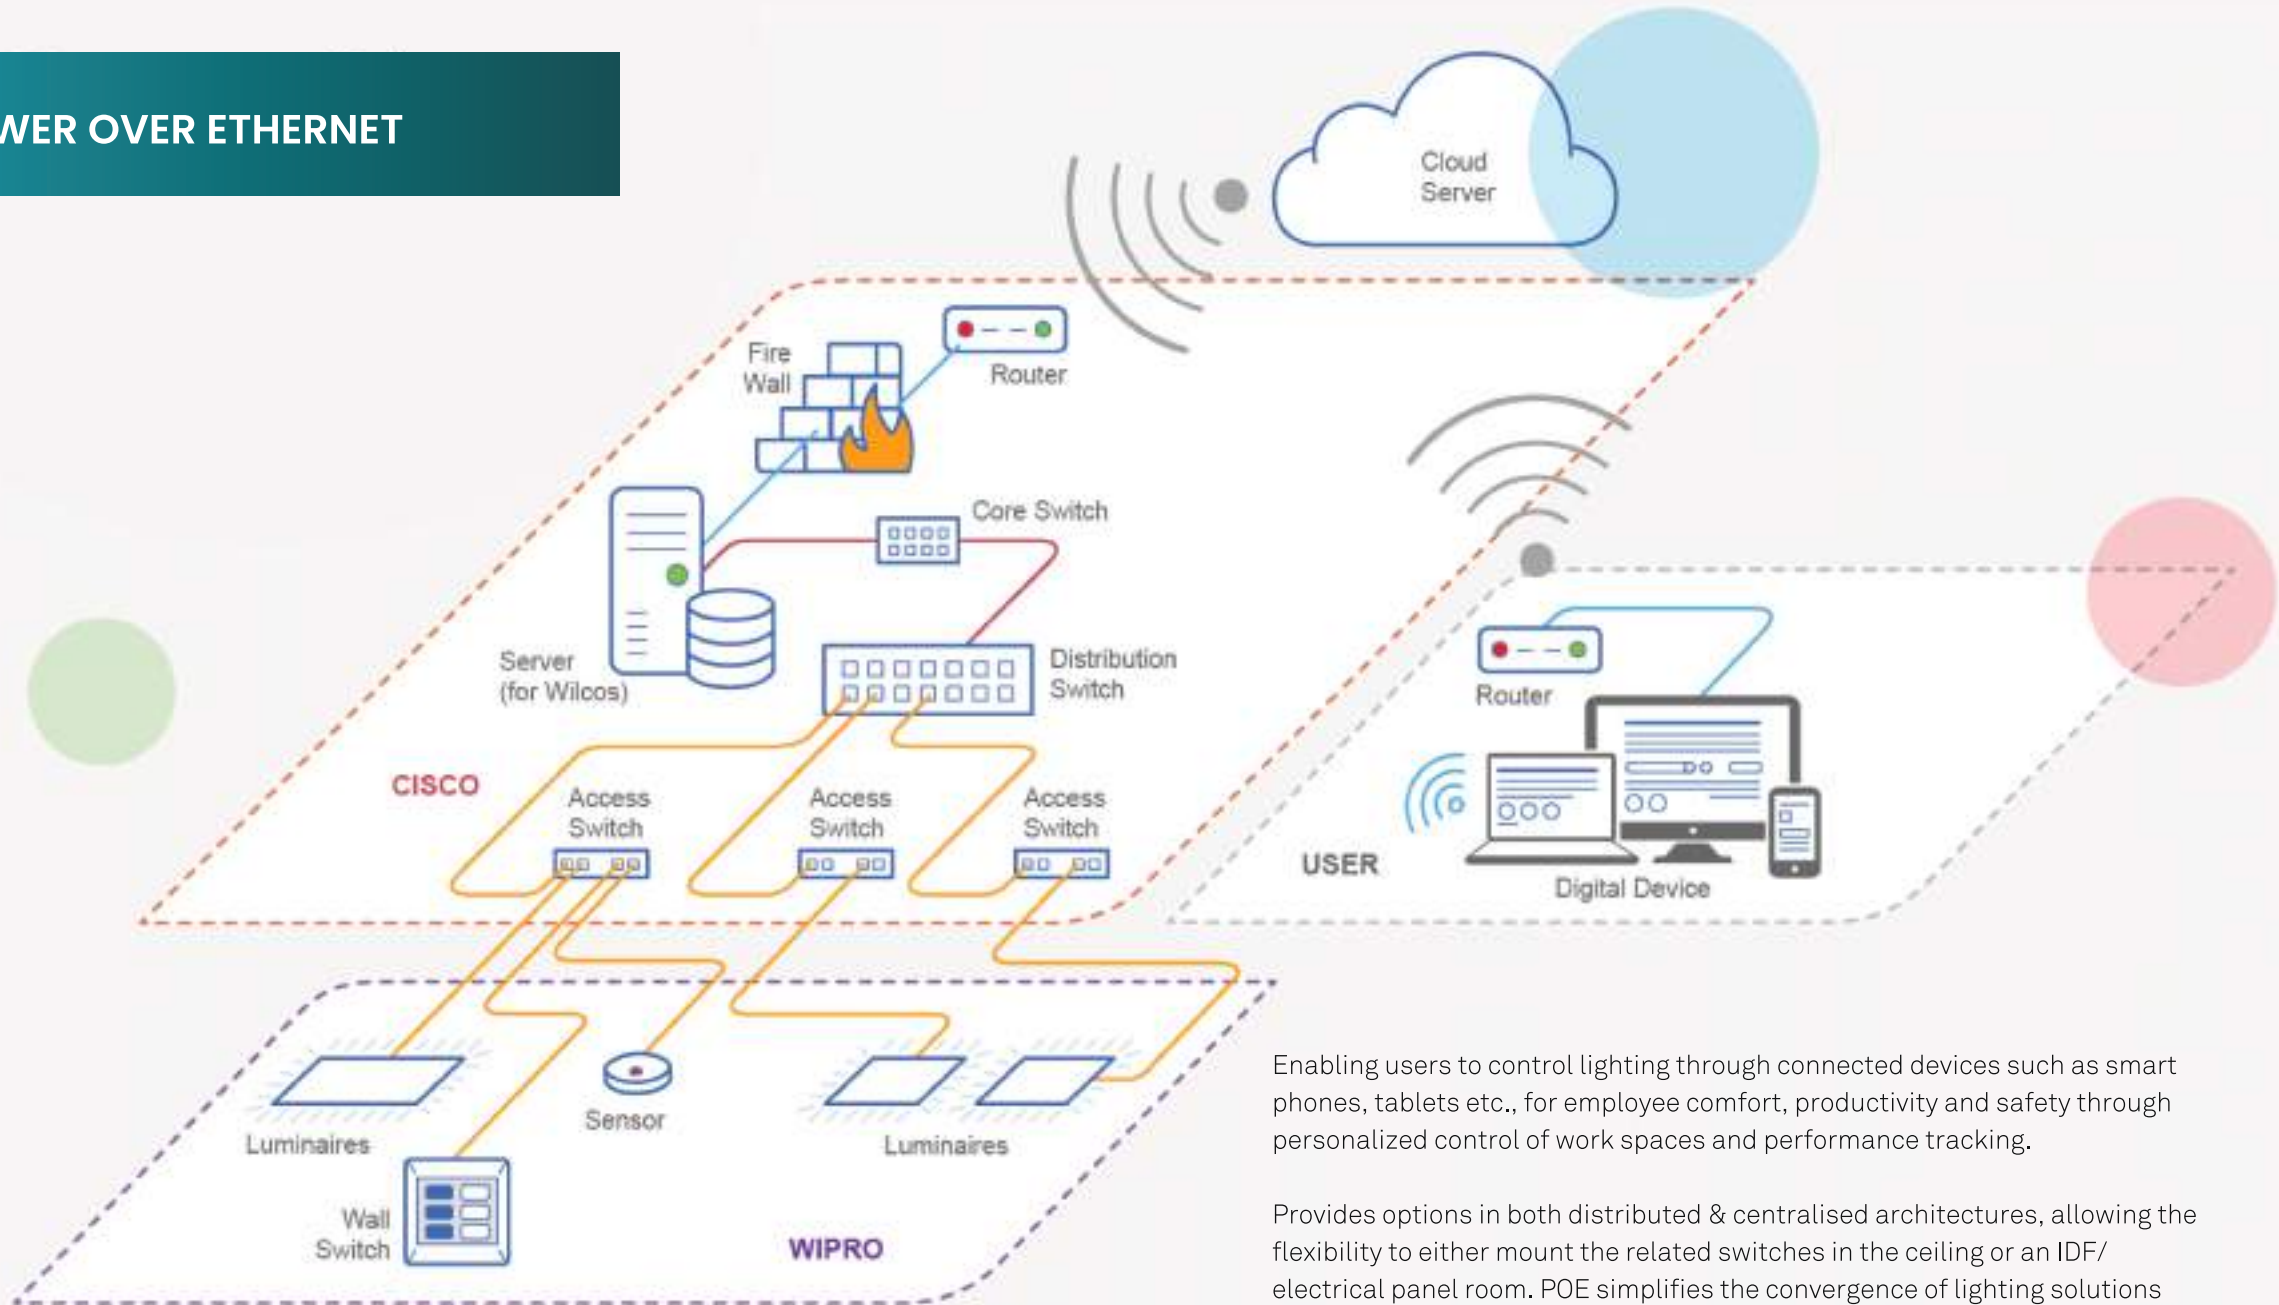 WER OVER ETHERNET
Cloud
Server
Fire
Wall
Router
Core Switch
Server
(for Wilcos)
Distribution
Switch
Router
CISCO
Access
Switch
Access
Switch
Access
Switch
USER
Digital Device
Luminaires
Sensor
Luminaires
Wall
Switch
WIPRO
Enabling users to control lighting through connected devices such as smart
phones, tablets etc., for employee comfort, productivity and safety through
personalized control of work spaces and performance tracking.
Provides options in both distributed & centralised architectures, allowing the
flexibility to either mount the related switches in the ceiling or an IDF/
electrical panel room. POE simplifies the convergence of lighting solutions